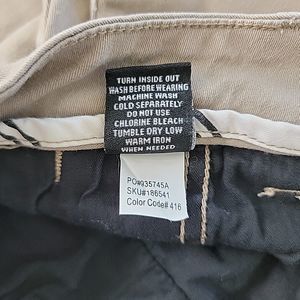 TURN INSIDE OUT
WASH BEFORE WEARING
MACHINE WASH
COLD SEPARATELY
DO NOT USE
CHLORINE BLEACH
TUMBLE DRY LOW
WARM IRON
WHEN NEEDED
PO#935745A
SKU#186541
Color Code# 416